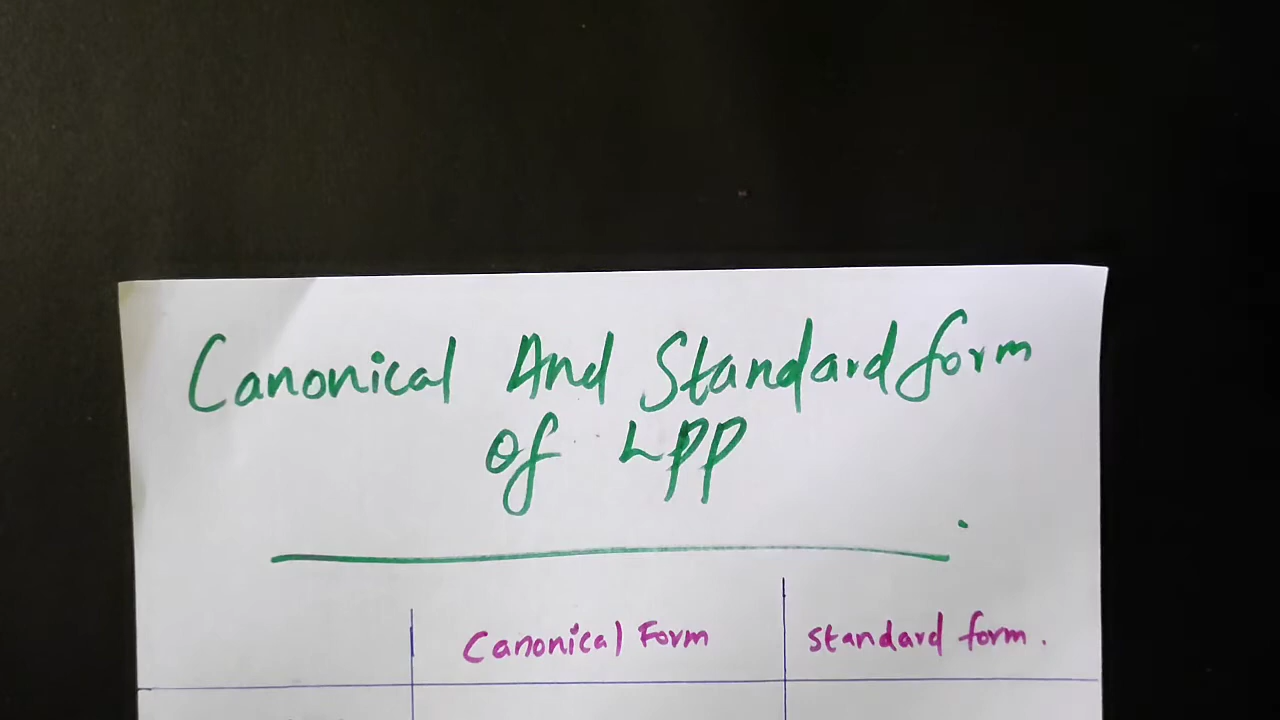 Canonical And Standard form
of LPP
Canonical Form
Standard form.